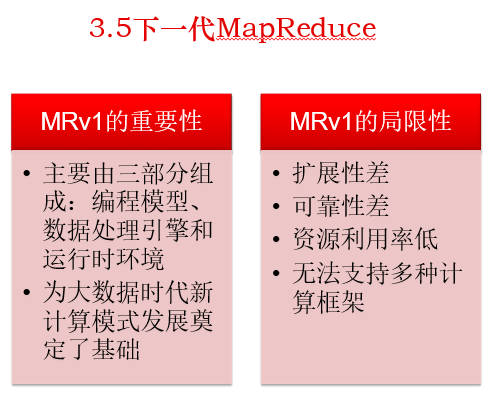 3.5下一代MapReduce
MRv1的重要性
• 主要由三部分组
成：编程模型、
数据处理引擎和
运行时环境
• 为大数据时代新
计算模式发展奠
定了基础
MRv1的局限性
• 扩展性差
• 可靠性差
• 资源利用率低
• 无法支持多种计
算框架